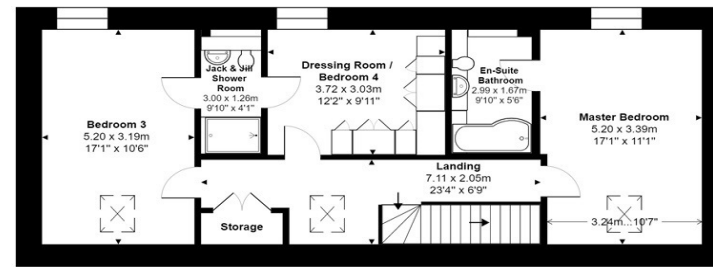 Bedroom 3
5.20 x 3.19m
17'1" x 10'6"
Jack & Jill
Shower
Room
3.00 x 1.26m
9'10" x 4'1"
Dressing Room /
Bedroom 4
3.72 x 3.03m
12'2" x 9'11"
En-Suite
Bathroom
2.99 x 1.67m
9'10" x 5'6"
Master Bedroom
5.20 x 3.39m
17'1" x 11'1"
Landing
7.11 x 2.05m
23'4" x 6'9"
Storage
3.24m...10'7"